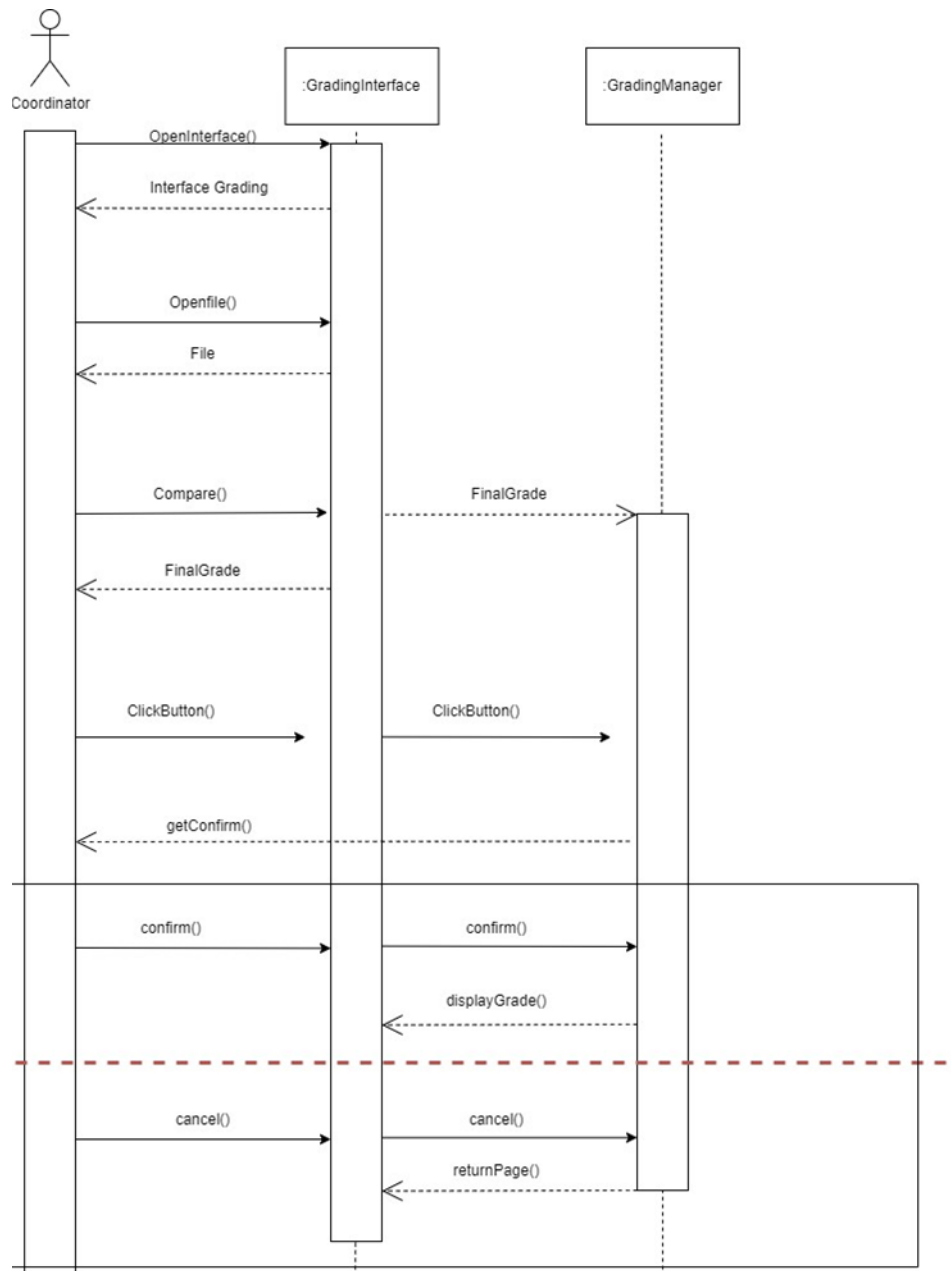 Coordinator
:GradingInterface
:GradingManager
OpenInterface()
Interface Grading
Openfile()
File
Compare()
FinalGrade
FinalGrade
ClickButton()
ClickButton()
getConfirm()
confirm()
confirm()
displayGrade()
cancel()
cancel()
returnPage()